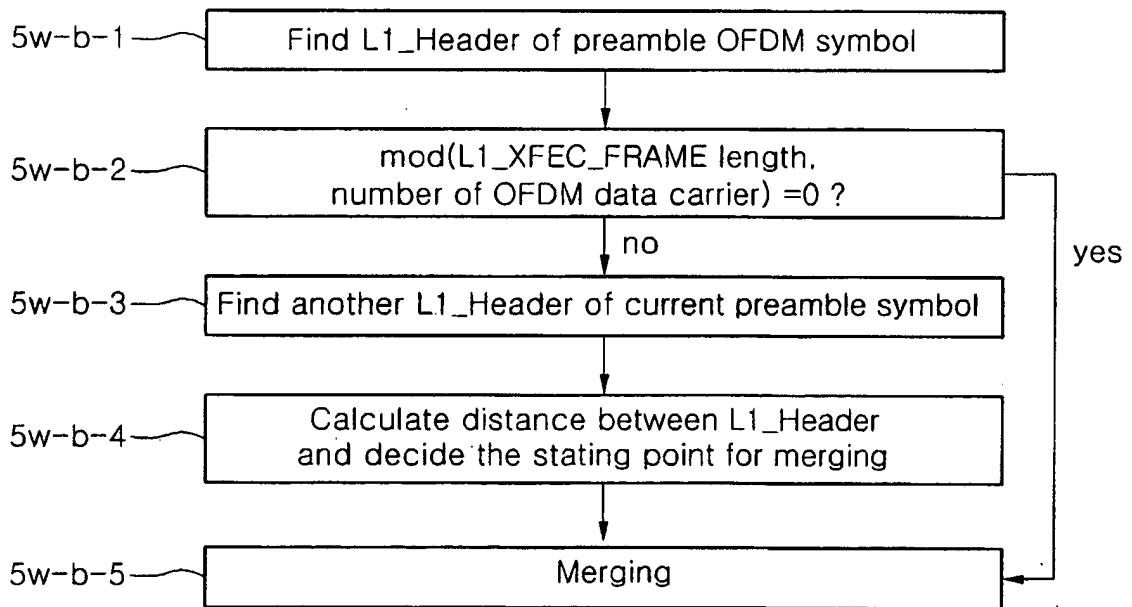 5w-b-1
Find L1_Header of preamble OFDM symbol
5w-b-2
mod(L1_XFEC_FRAME length,
number of OFDM data carrier) =0 ?
no
yes
5w-b-3
Find another L1_Header of current preamble symbol
5w-b-4
Calculate distance between L1_Header
and decide the stating point for merging
5w-b-5
Merging